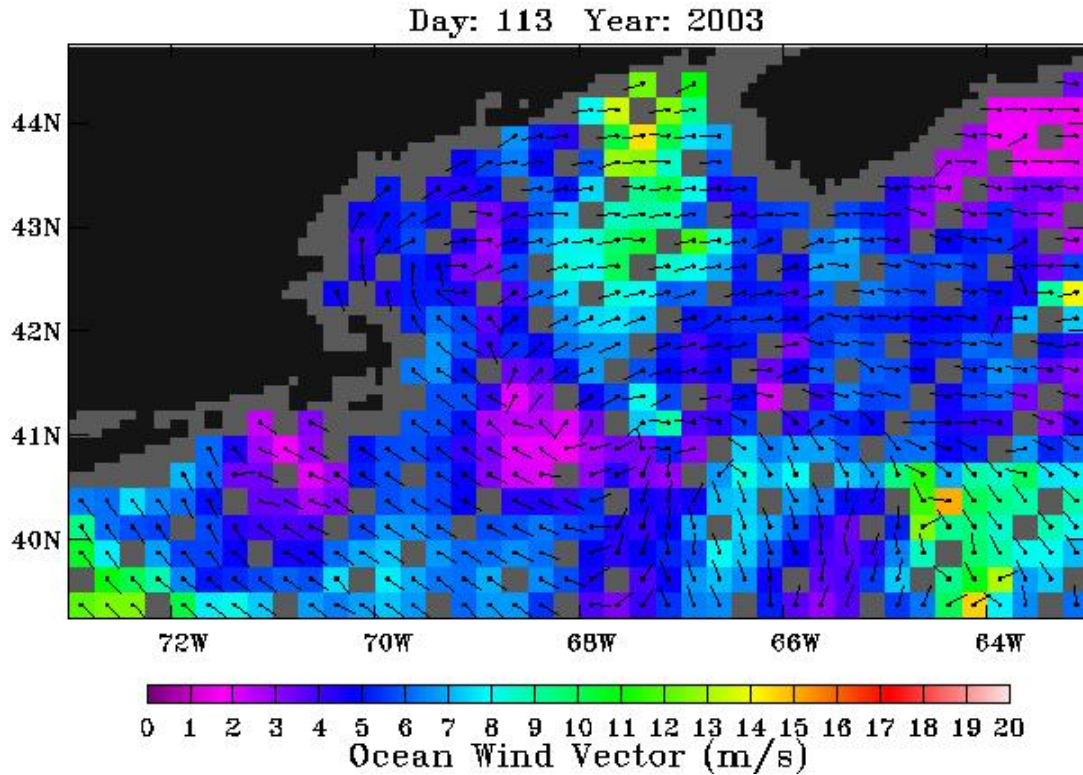 Day: 113 Year: 2003
44N
43N
42N
41N
40N
72W 70W 68W 66W 64W
0 1 2 3 4 5 6 7 8 9 10 11 12 13 14 15 16 17 18 19 20
Ocean Wind Vector (m/s)